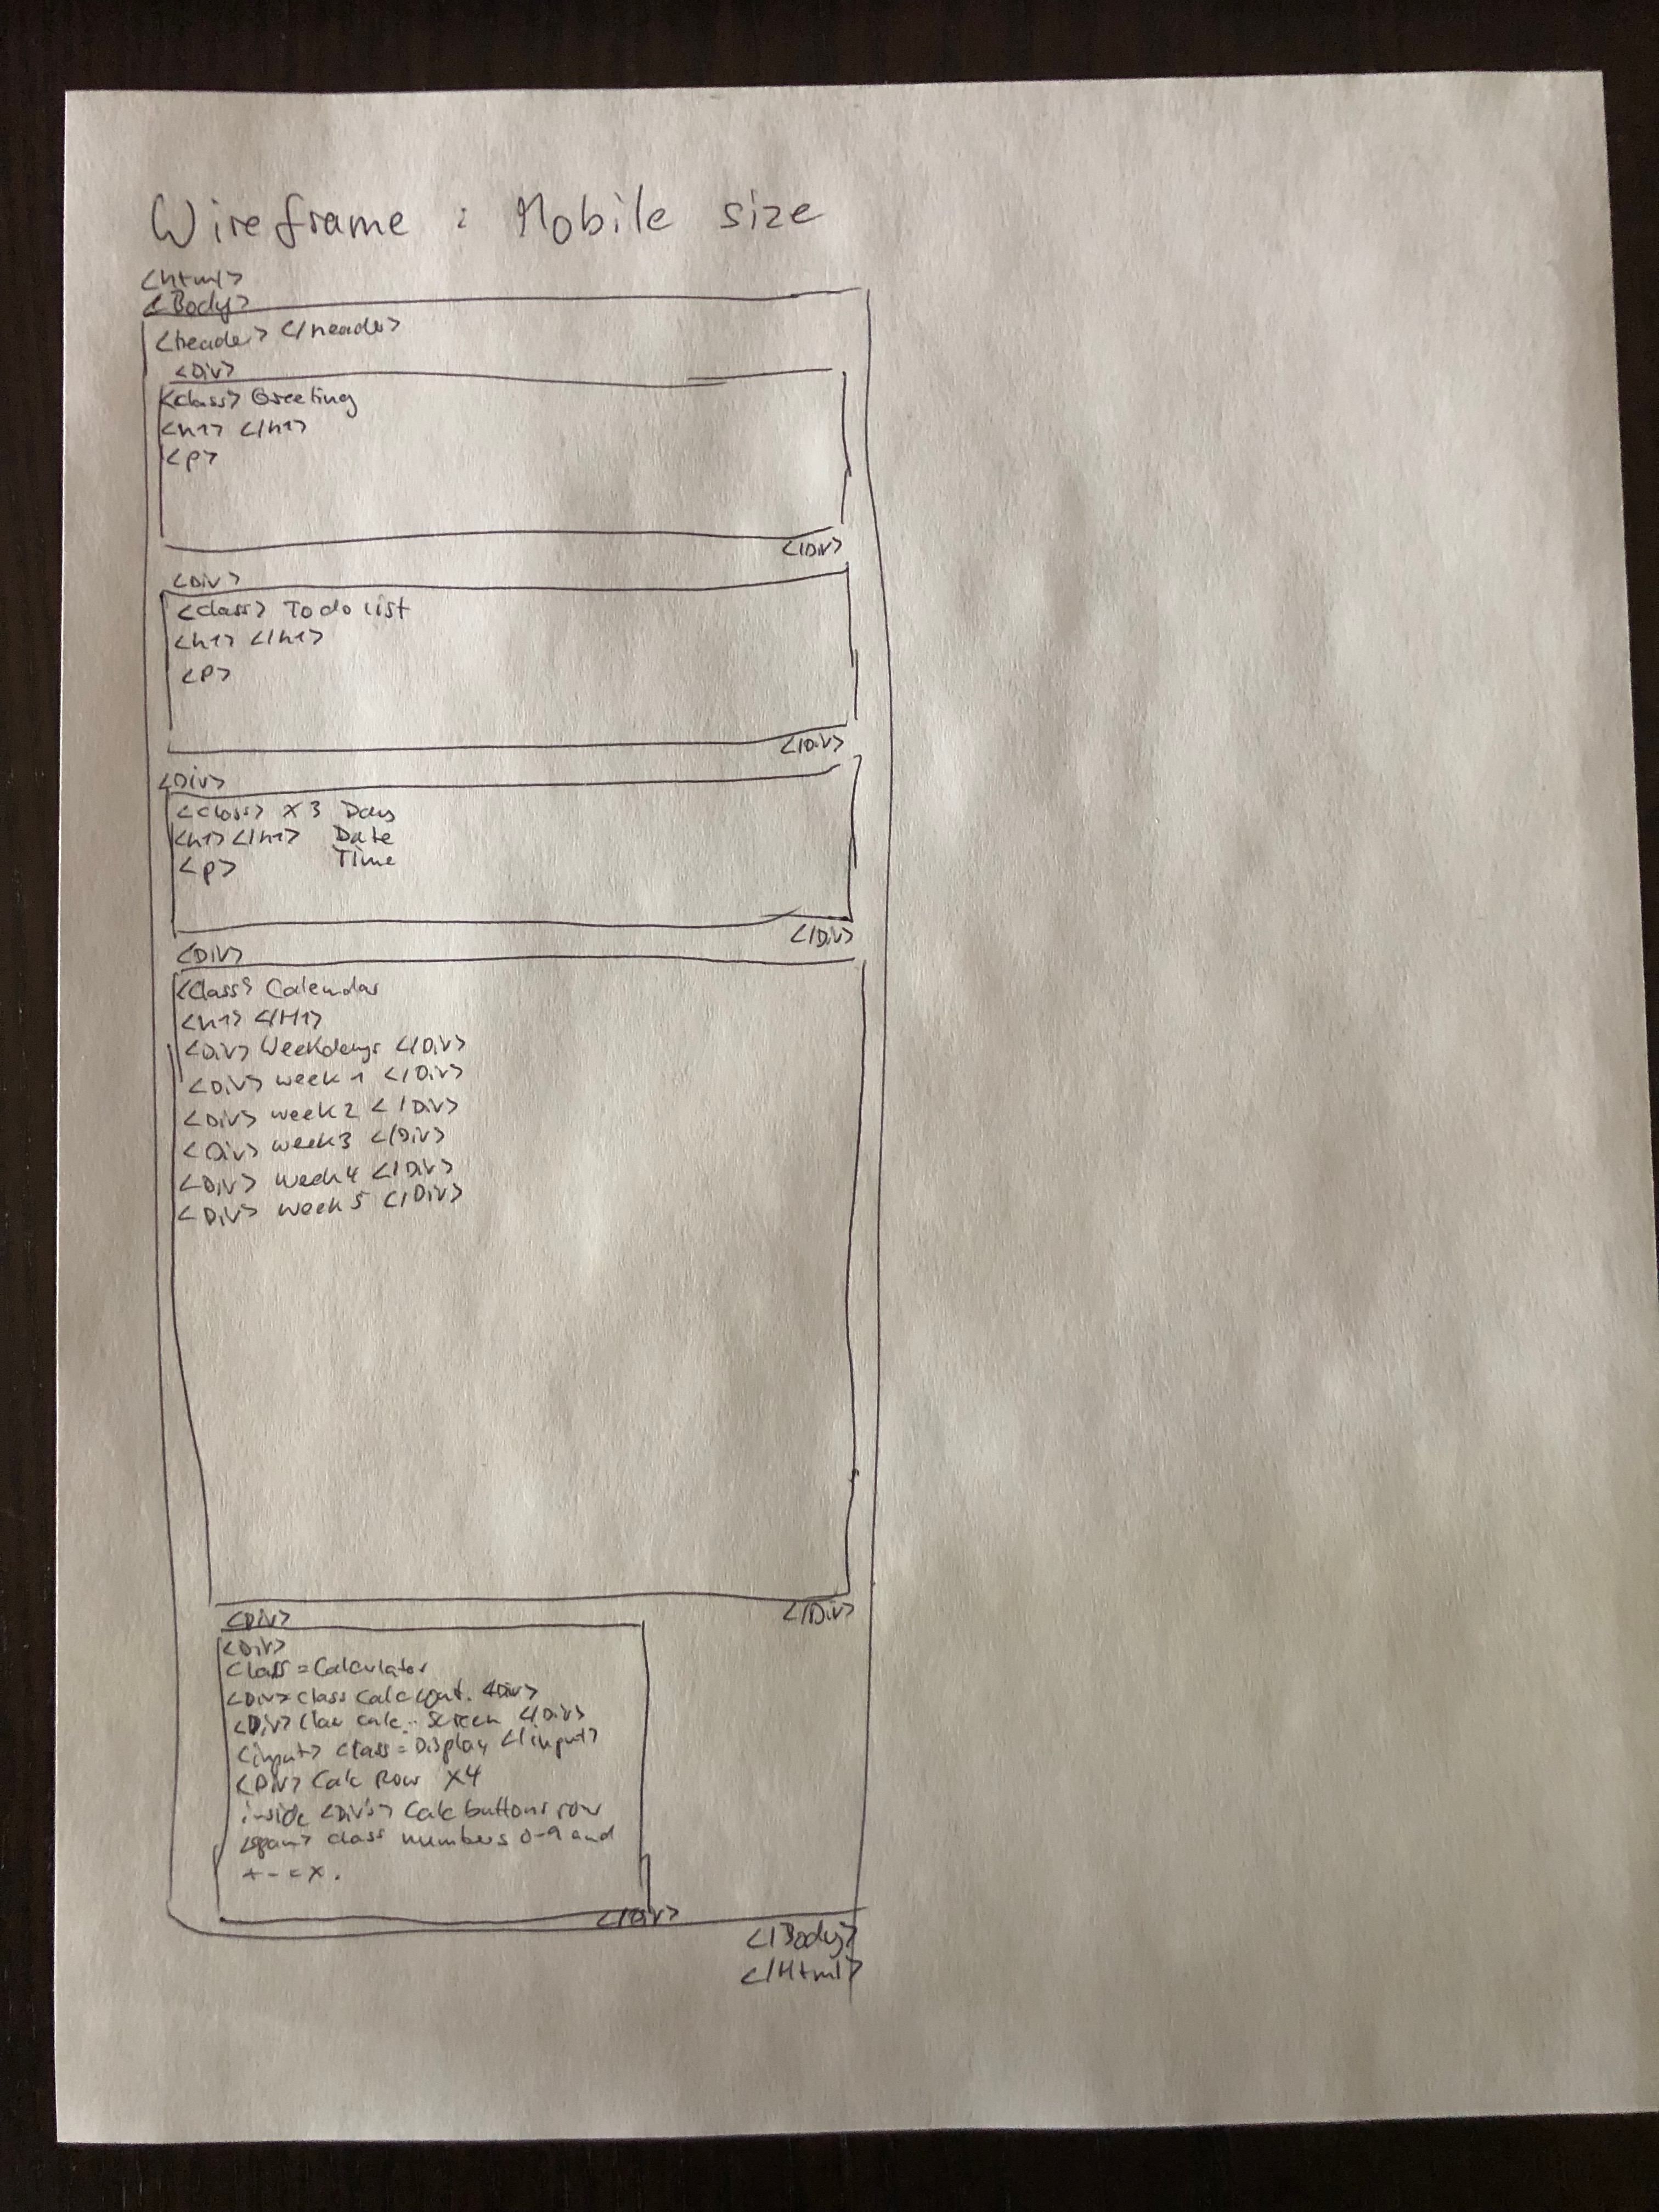 Wireframe : Mobile size
<html>
<Body>
<header> </header>
<Div>
<class> Greeting
<h1> </h1>
<p>
</Div>
<Div>
<class> To do list
<h1> </h1>
<P>
</Div>
<Div>
<class> x 3 Day
<h1> </h1> Date
<p> Time
</Div>
<Div>
<Class> Calendar
<h1> </H1>
<Div> Weekdays </Div>
<Div> week 1 </Div>
<Div> week 2 </Div>
<Div> week 3 </Div>
<Div> week 4 </Div>
<Div> week 5 </Div>
</Div>
<Div>
<Div>
Class = Calculator
<Div> class Calc cont. </Div>
<Div> Class calc - Screen </Div>
<input> class = Display </input>
<Div> Calc Row x4
inside <Div's> Calc buttons row
<span> class numbers 0-9 and
+ - = x .
</Div>
</Body>
</Html>